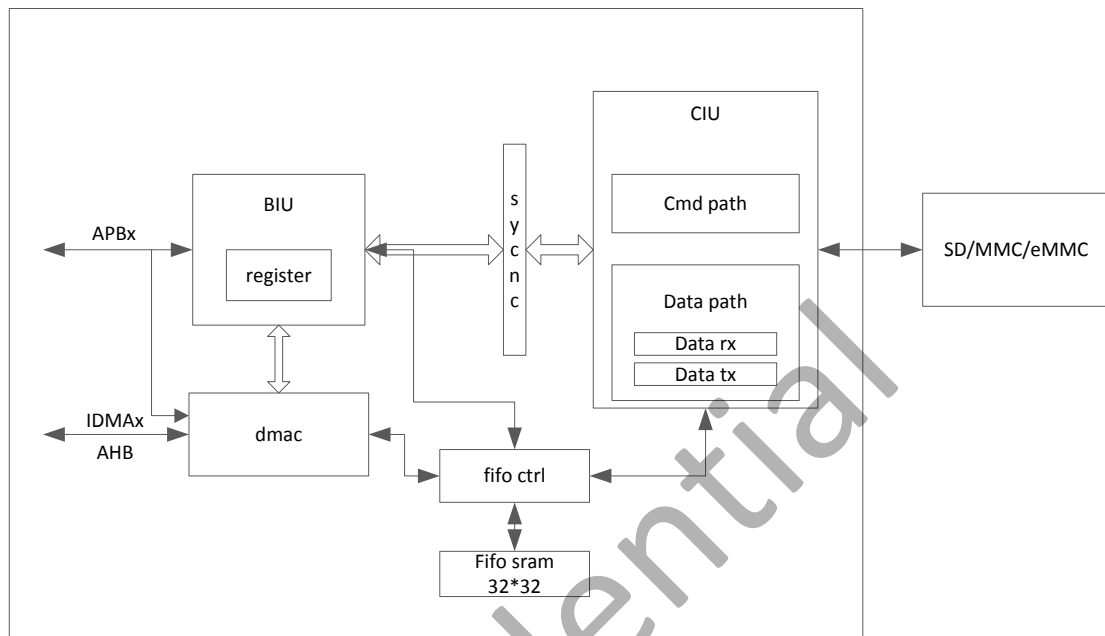 CIU
s
y
c
n
c
BIU
Cmd path
APBx
SD/MMC/eMMC
register
Data path
Data rx
Data tx
IDMAx
AHB
dmac
fifo ctrl
Fifo sram
32*32
ential